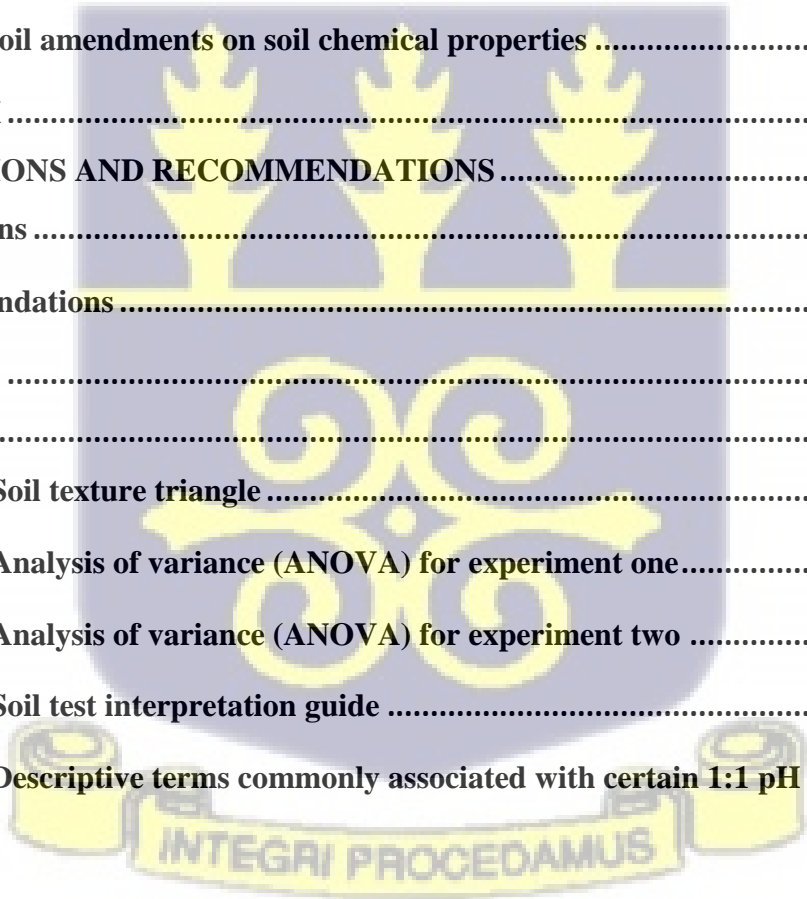 oil amendments on soil chemical properties ........................
........................................................................
IONS AND RECOMMENDATIONS ...................................
ns ......................................................................
ndations ..............................................................
........................................................................
........................................................................
Soil texture triangle ................................................
Analysis of variance (ANOVA) for experiment one ...............
Analysis of variance (ANOVA) for experiment two ...............
Soil test interpretation guide .....................................
Descriptive terms commonly associated with certain 1:1 pH
INTEGRI PROCEDAMUS